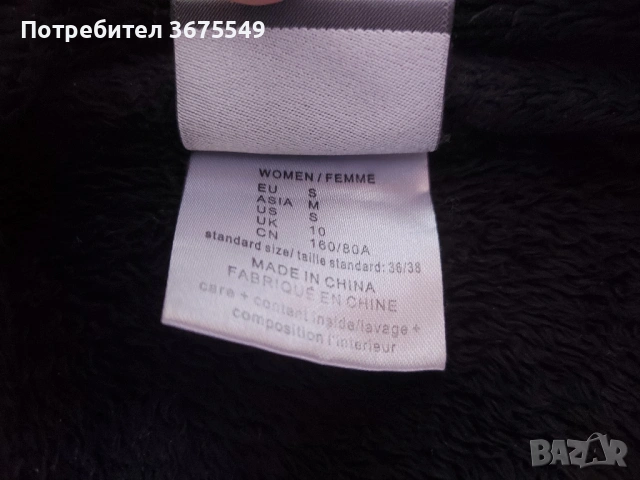 Потребител 3675549
WOMEN / FEMME
EU S
ASIA M
US S
UK 10
CN 160/80A
standard size/ taille standard: 36/38
MADE IN CHINA
FABRIQUÉ EN CHINE
care + content inside/lavage +
composition l'interieur
BAZAR